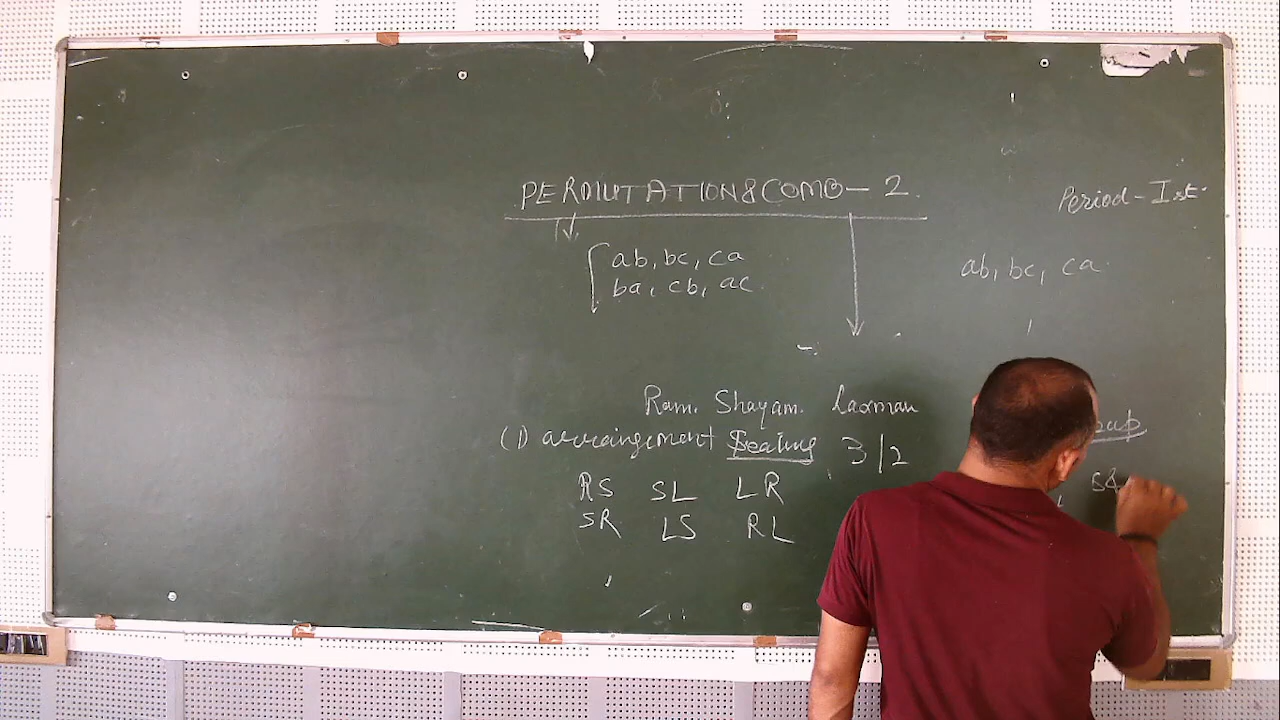 PERMUTATION & COMB - 2.
Period - Ist
ab, bc, ca
ba, cb, ac
ab, bc, ca
Ram. Shayam. Laxman
(1) arrangement Seating 3/2
RS SL LR
SR LS RL
S&